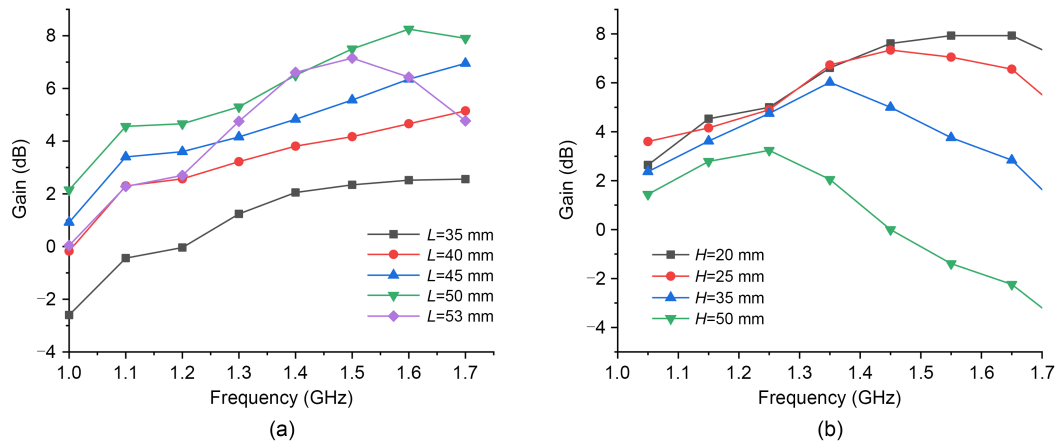 Gain (dB)
8
6
4
2
0
−2
−4
1.0 1.1 1.2 1.3 1.4 1.5 1.6 1.7
Frequency (GHz)
L=35 mm
L=40 mm
L=45 mm
L=50 mm
L=53 mm
(a)
Gain (dB)
8
6
4
2
0
−2
−4
1.0 1.1 1.2 1.3 1.4 1.5 1.6 1.7
Frequency (GHz)
H=20 mm
H=25 mm
H=35 mm
H=50 mm
(b)